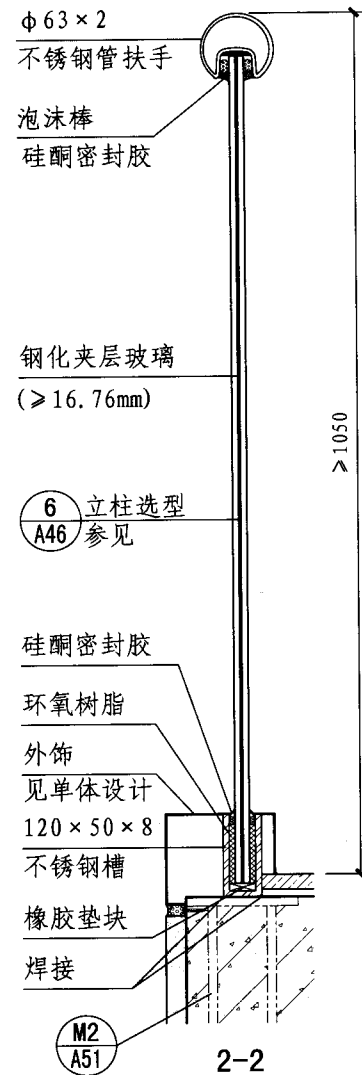 ф63×2
不锈钢管扶手
泡沫棒
硅酮密封胶
钢化夹层玻璃
(≥16.76mm)
≥1050
6
A46
立柱选型
参见
硅酮密封胶
环氧树脂
外饰
见单体设计
120×50×8
不锈钢槽
橡胶垫块
焊接
M2
A51
2-2